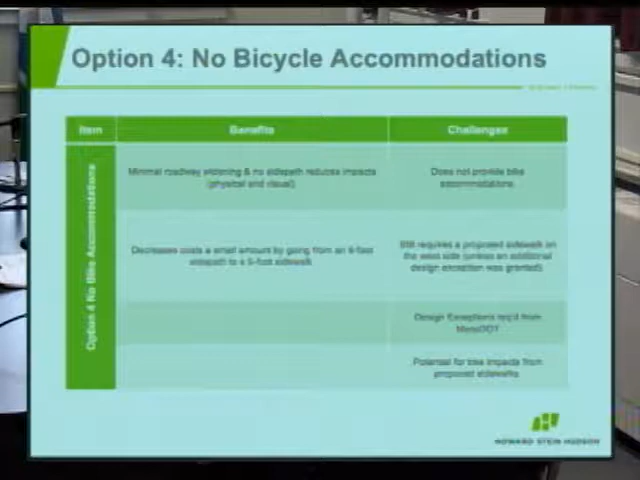 Option 4: No Bicycle Accommodations
Item
Benefits
Challenges
Option 4 No Bike Accommodations
Minimal roadway widening & no sidepath reduces impacts
(physical and visual)
Does not provide bike
accommodations
Decreases costs a small amount by going from an 8-foot
sidepath to a 5-foot sidewalk
Still requires a proposed sidewalk on
the west side (unless an additional
design exception was granted)
Design Exceptions req'd from
MassDOT
Potential for tree impacts from
proposed sidewalks
HOWARD STEIN HUDSON